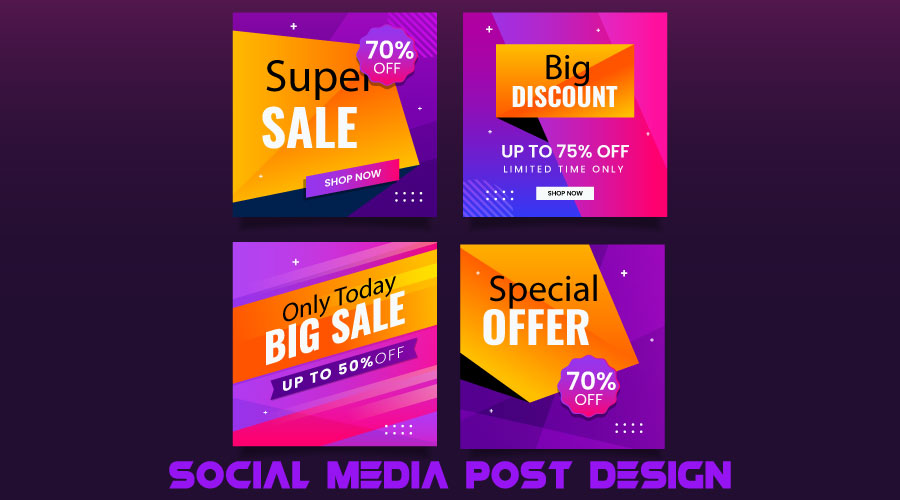 70%
OFF
Super
SALE
SHOP NOW
Big
DISCOUNT
UP TO 75% OFF
LIMITED TIME ONLY
SHOP NOW
Only Today
BIG SALE
UP TO 50%OFF
Special
OFFER
70%
OFF
SOCIAL MEDIA POST DESIGN